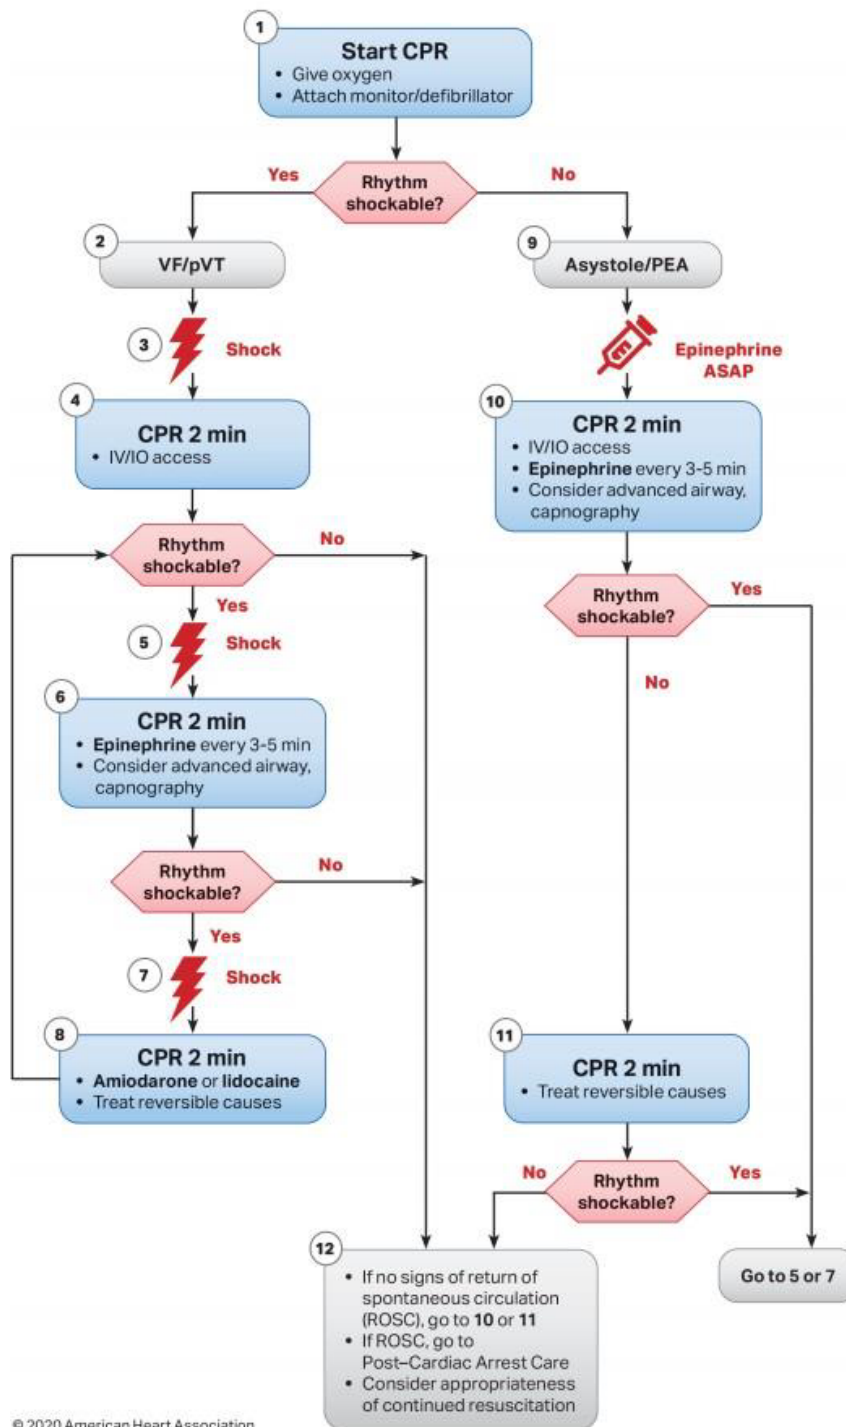 1
Start CPR
• Give oxygen
• Attach monitor/defibrillator
Yes
Rhythm
shockable?
No
2
VF/pVT
9
Asystole/PEA
3
Shock
Epinephrine
ASAP
4
CPR 2 min
• IV/IO access
10
CPR 2 min
• IV/IO access
• Epinephrine every 3-5 min
• Consider advanced airway,
capnography
Rhythm
shockable?
No
Yes
5
Shock
Rhythm
shockable?
Yes
No
6
CPR 2 min
• Epinephrine every 3-5 min
• Consider advanced airway,
capnography
Rhythm
shockable?
No
Yes
7
Shock
8
CPR 2 min
• Amiodarone or lidocaine
• Treat reversible causes
11
CPR 2 min
• Treat reversible causes
No
Rhythm
shockable?
Yes
12
• If no signs of return of
spontaneous circulation
(ROSC), go to 10 or 11
• If ROSC, go to
Post–Cardiac Arrest Care
• Consider appropriateness
of continued resuscitation
Go to 5 or 7
© 2020 American Heart Association